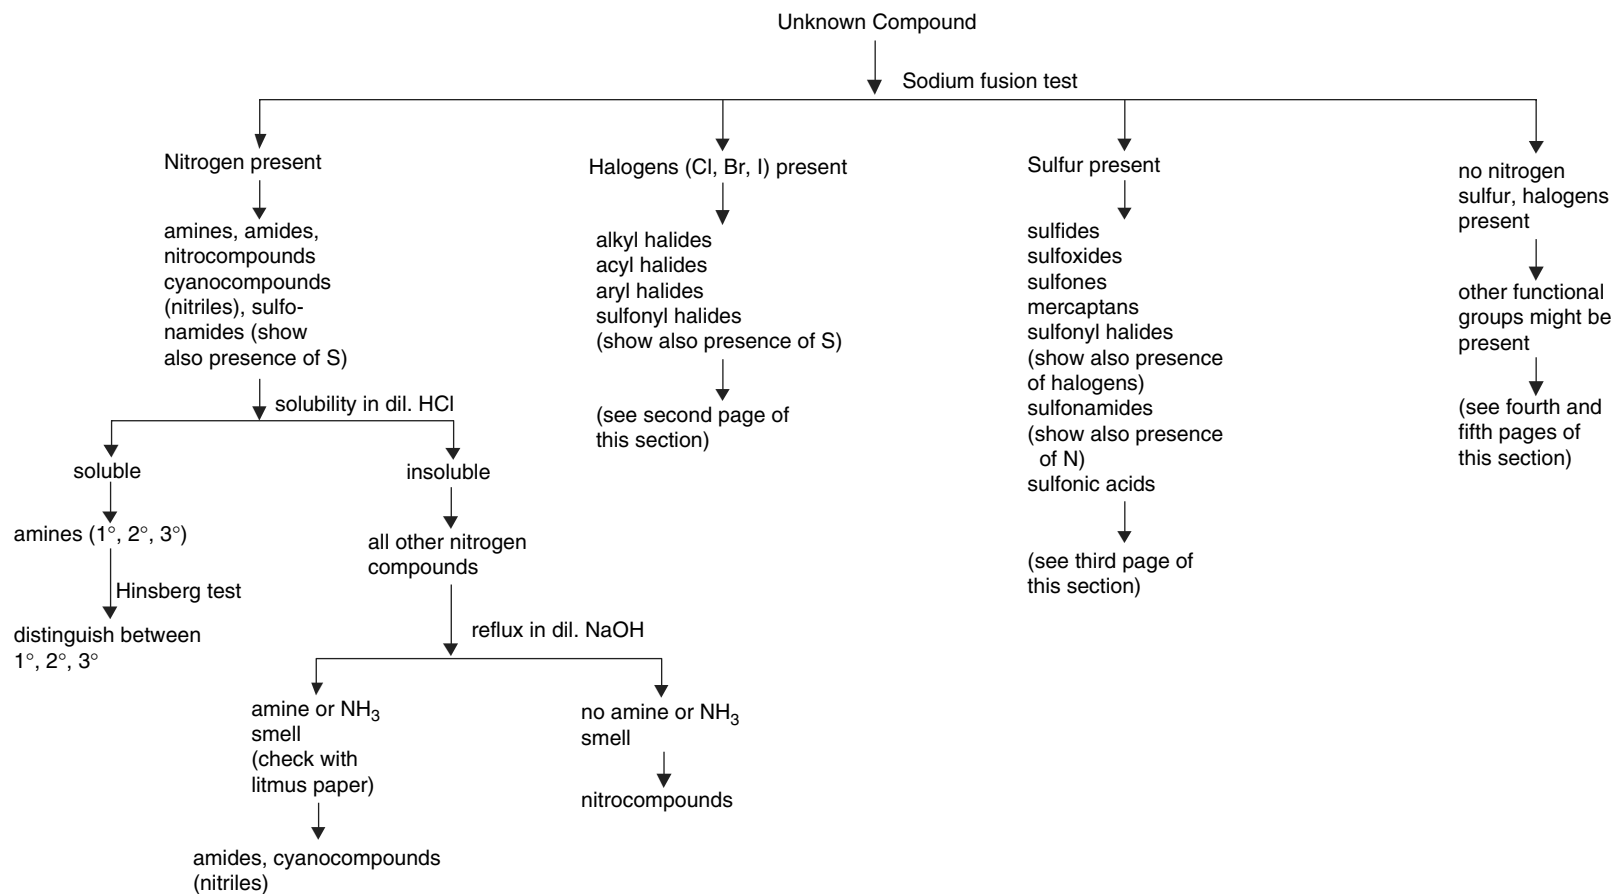 Unknown Compound
Sodium fusion test
Nitrogen present
amines, amides,
nitrocompounds
cyanocompounds
(nitriles), sulfo-
namides (show
also presence of S)
solubility in dil. HCl
soluble
amines (1°, 2°, 3°)
Hinsberg test
distinguish between
1°, 2°, 3°
insoluble
all other nitrogen
compounds
reflux in dil. NaOH
amine or NH₃
smell
(check with
litmus paper)
amides, cyanocompounds
(nitriles)
no amine or NH₃
smell
nitrocompounds
Halogens (Cl, Br, I) present
alkyl halides
acyl halides
aryl halides
sulfonyl halides
(show also presence of S)
(see second page of
this section)
Sulfur present
sulfides
sulfoxides
sulfones
mercaptans
sulfonyl halides
(show also presence
of halogens)
sulfonamides
(show also presence
of N)
sulfonic acids
(see third page of
this section)
no nitrogen
sulfur, halogens
present
other functional
groups might be
present
(see fourth and
fifth pages of
this section)